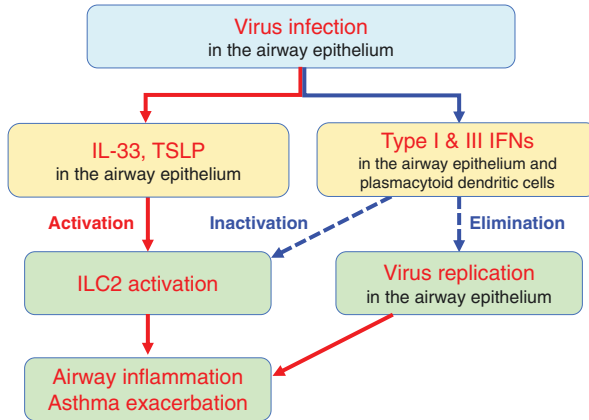 Virus infection
in the airway epithelium
IL-33, TSLP
in the airway epithelium
Type I & III IFNs
in the airway epithelium and
plasmacytoid dendritic cells
Activation
Inactivation
Elimination
ILC2 activation
Virus replication
in the airway epithelium
Airway inflammation
Asthma exacerbation